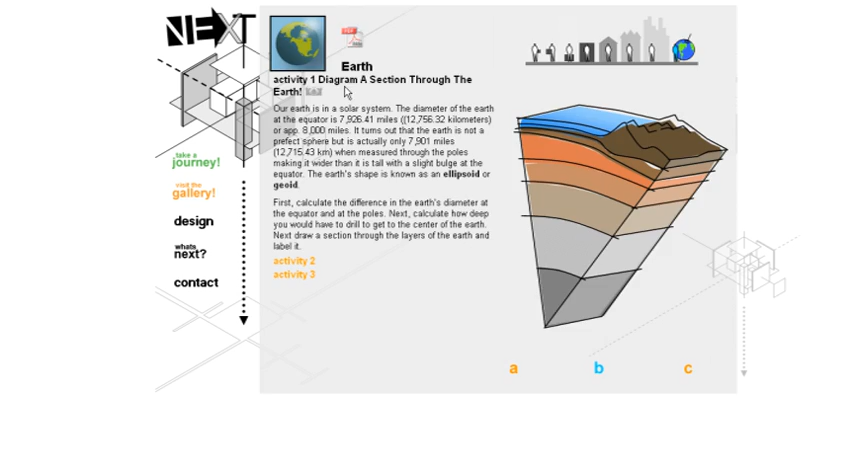 NEXT
PDF
Earth
activity 1 Diagram A Section Through The
Earth!
Our earth is in a solar system. The diameter of the earth
at the equator is 7,926.41 miles ((12,756.32 kilometers)
or app. 8,000 miles. It turns out that the earth is not a
prefect sphere but is actually only 7,901 miles
(12,715.43 km) when measured through the poles
making it wider than it is tall with a slight bulge at the
equator. The earth's shape is known as an ellipsoid or
geoid.
First, calculate the difference in the earth's diameter at
the equator and at the poles. Next, calculate how deep
you would have to drill to get to the center of the earth.
Next draw a section through the layers of the earth and
label it.
activity 2
activity 3
take a
journey!
visit the
gallery!
design
whats
next?
contact
a b c